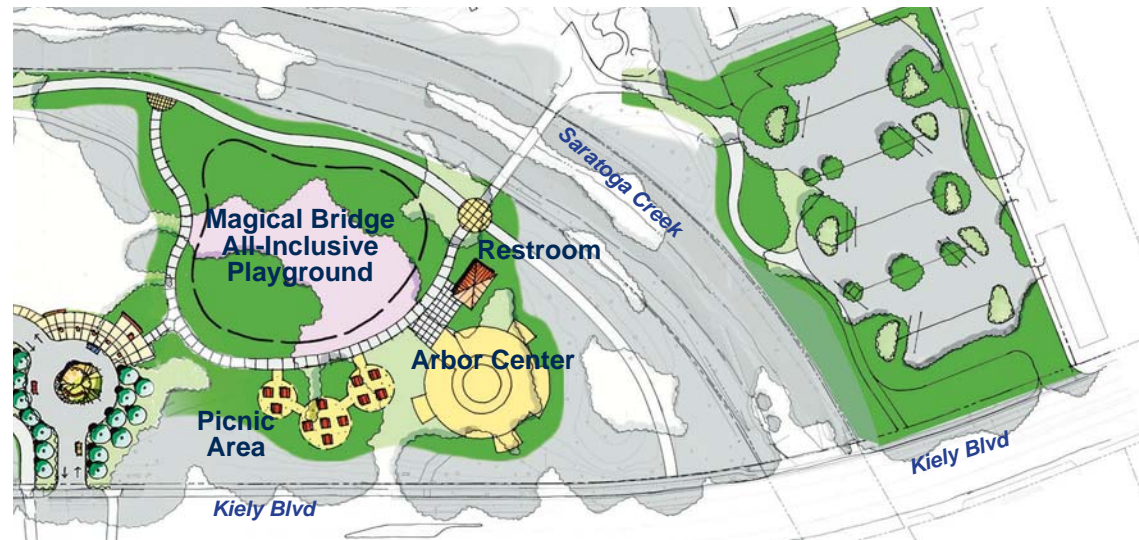 Magical Bridge
All-Inclusive
Playground
Saratoga Creek
Restroom
Arbor Center
Picnic
Area
Kiely Blvd
Kiely Blvd